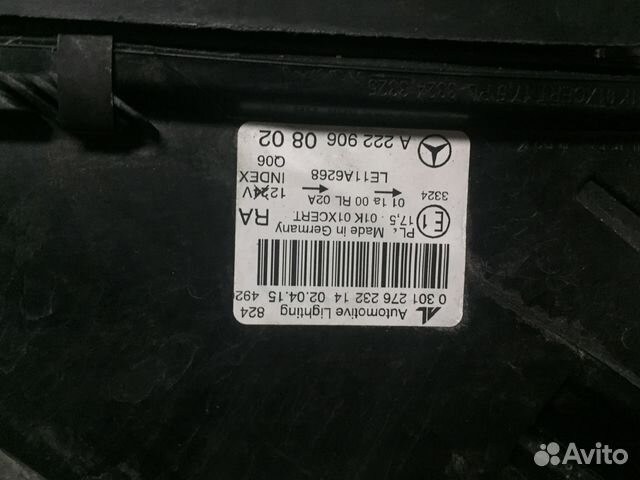 824
Automotive Lighting
0 301 276 232 14 02.04.15 492
PL, Made in Germany
RA
E1
17,5 · 01K 01XCERT
3324
01 1a 00 RL 02A
1224V
INDEX
LE11A6268
Q06
A 222 906 08 02
Avito